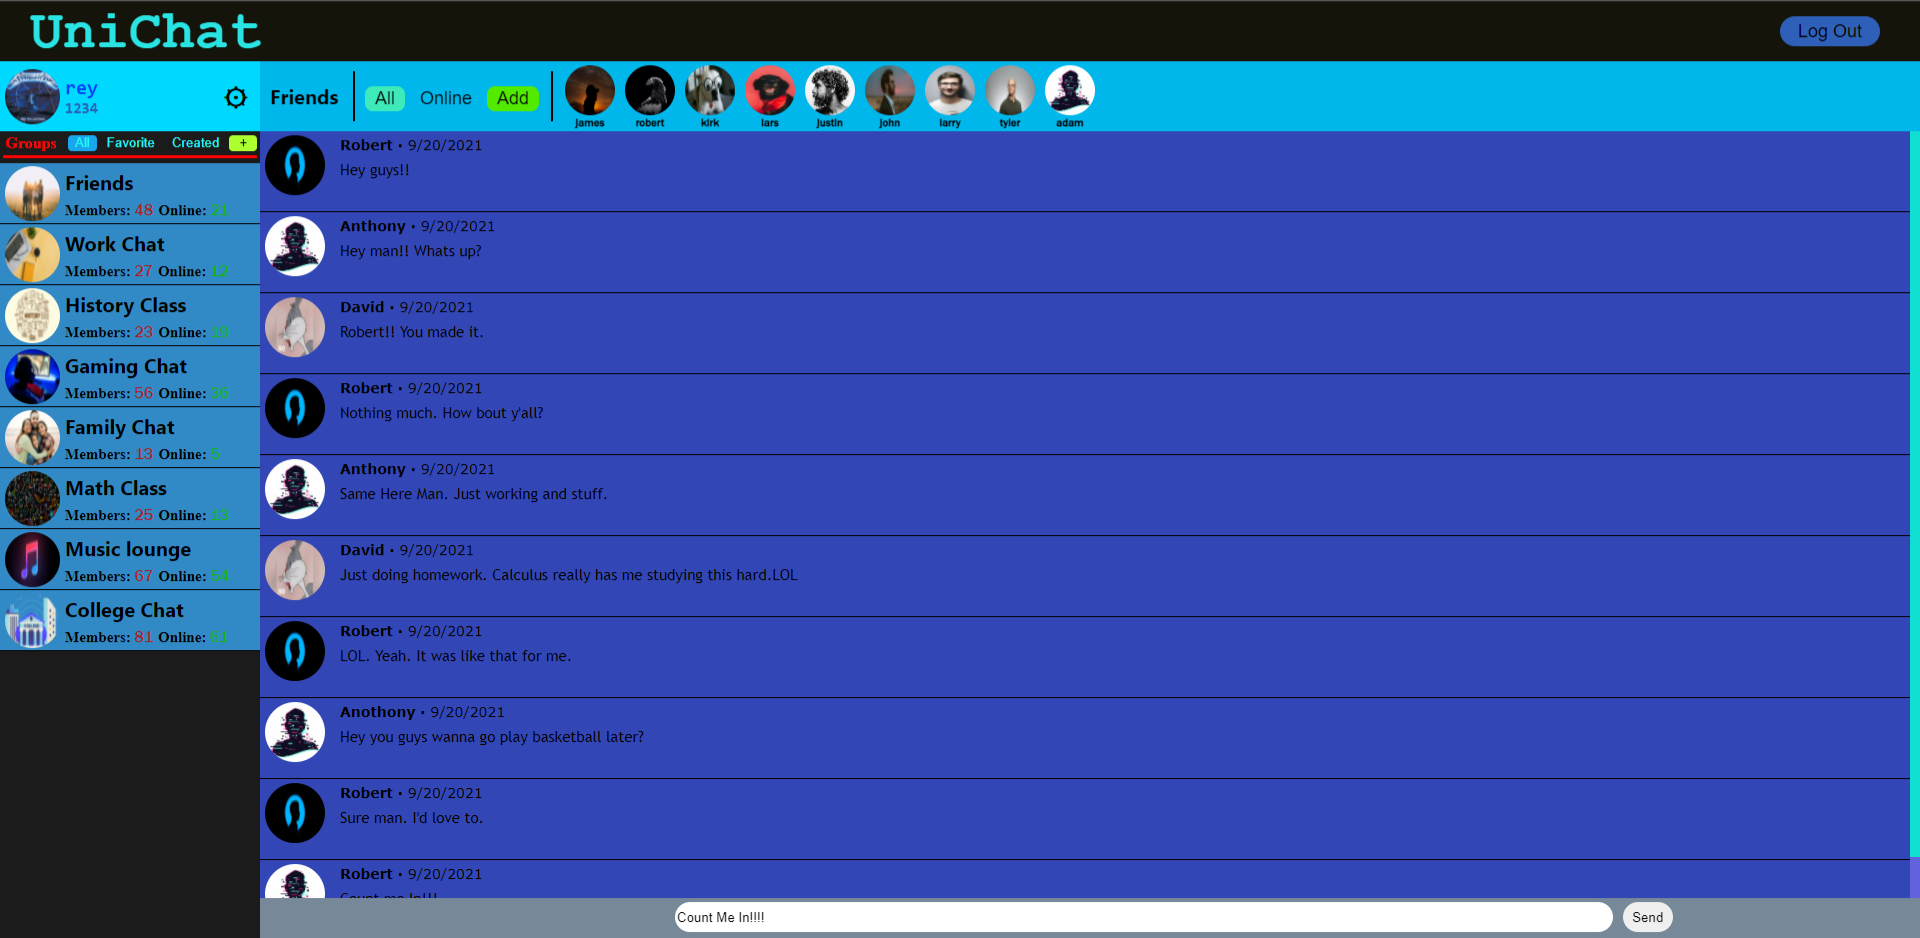 UniChat
Log Out
rey
1234
Friends All Online Add
james robert kirk lars justin john larry tyler adam
Groups All Favorite Created +
Friends
Members: 48 Online: 21
Work Chat
Members: 27 Online: 12
History Class
Members: 23 Online: 19
Gaming Chat
Members: 56 Online: 36
Family Chat
Members: 13 Online: 5
Math Class
Members: 25 Online: 13
Music lounge
Members: 67 Online: 54
College Chat
Members: 81 Online: 61
Robert • 9/20/2021
Hey guys!!
Anthony • 9/20/2021
Hey man!! Whats up?
David • 9/20/2021
Robert!! You made it.
Robert • 9/20/2021
Nothing much. How bout y'all?
Anthony • 9/20/2021
Same Here Man. Just working and stuff.
David • 9/20/2021
Just doing homework. Calculus really has me studying this hard.LOL
Robert • 9/20/2021
LOL. Yeah. It was like that for me.
Anothony • 9/20/2021
Hey you guys wanna go play basketball later?
Robert • 9/20/2021
Sure man. I'd love to.
Robert • 9/20/2021
Count me In!!!
Count Me In!!!!
Send